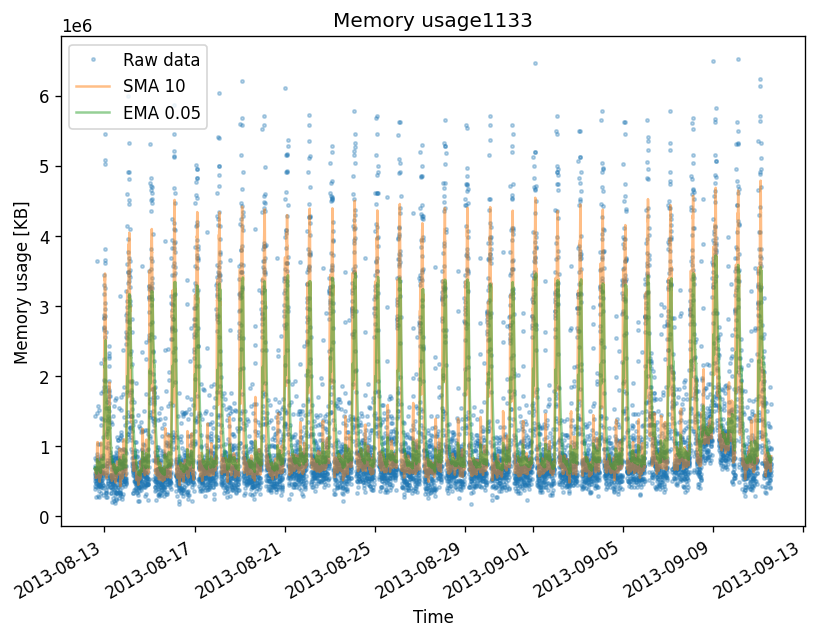 Memory usage1133
1e6
Raw data
SMA 10
EMA 0.05
6
5
4
3
2
1
0
Memory usage [KB]
2013-08-13
2013-08-17
2013-08-21
2013-08-25
2013-08-29
2013-09-01
2013-09-05
2013-09-09
2013-09-13
Time